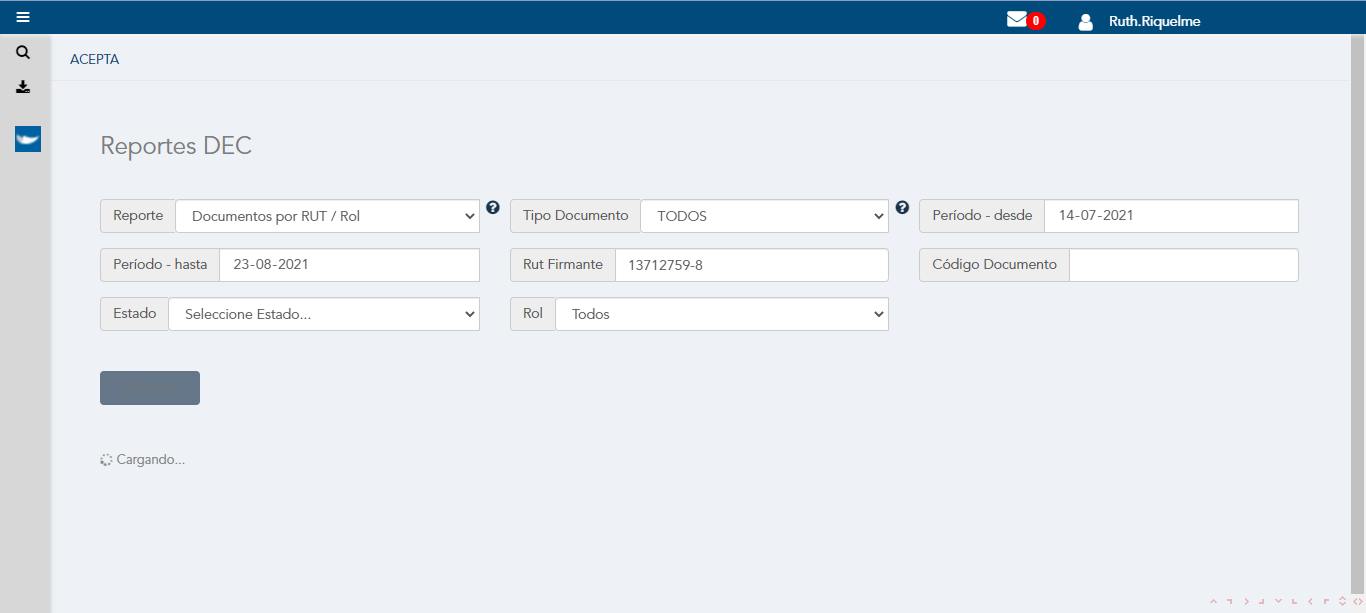 0 Ruth.Riquelme
ACEPTA
Reportes DEC
Reporte Documentos por RUT / Rol Tipo Documento TODOS Período - desde 14-07-2021
Período - hasta 23-08-2021 Rut Firmante 13712759-8 Código Documento
Estado Seleccione Estado... Rol Todos
Cargando...